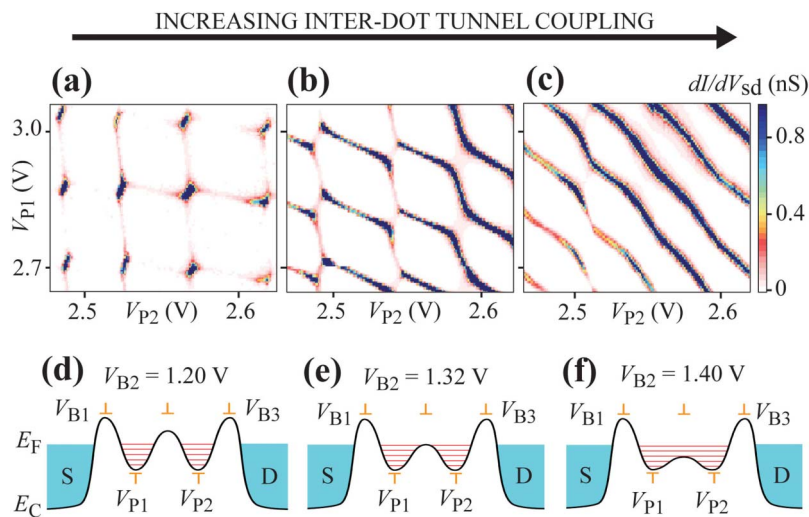 INCREASING INTER-DOT TUNNEL COUPLING
(a) (b) (c) dI/dVsd (nS)
3.0
2.7
VP1 (V)
2.5 2.6 2.5 2.6 2.5 2.6
VP2 (V) VP2 (V) VP2 (V)
0.8
0.4
0
(d) VB2 = 1.20 V (e) VB2 = 1.32 V (f) VB2 = 1.40 V
VB1 VB3 VB1 VB3 VB1 VB3
EF
S D S D S D
EC
VP1 VP2 VP1 VP2 VP1 VP2